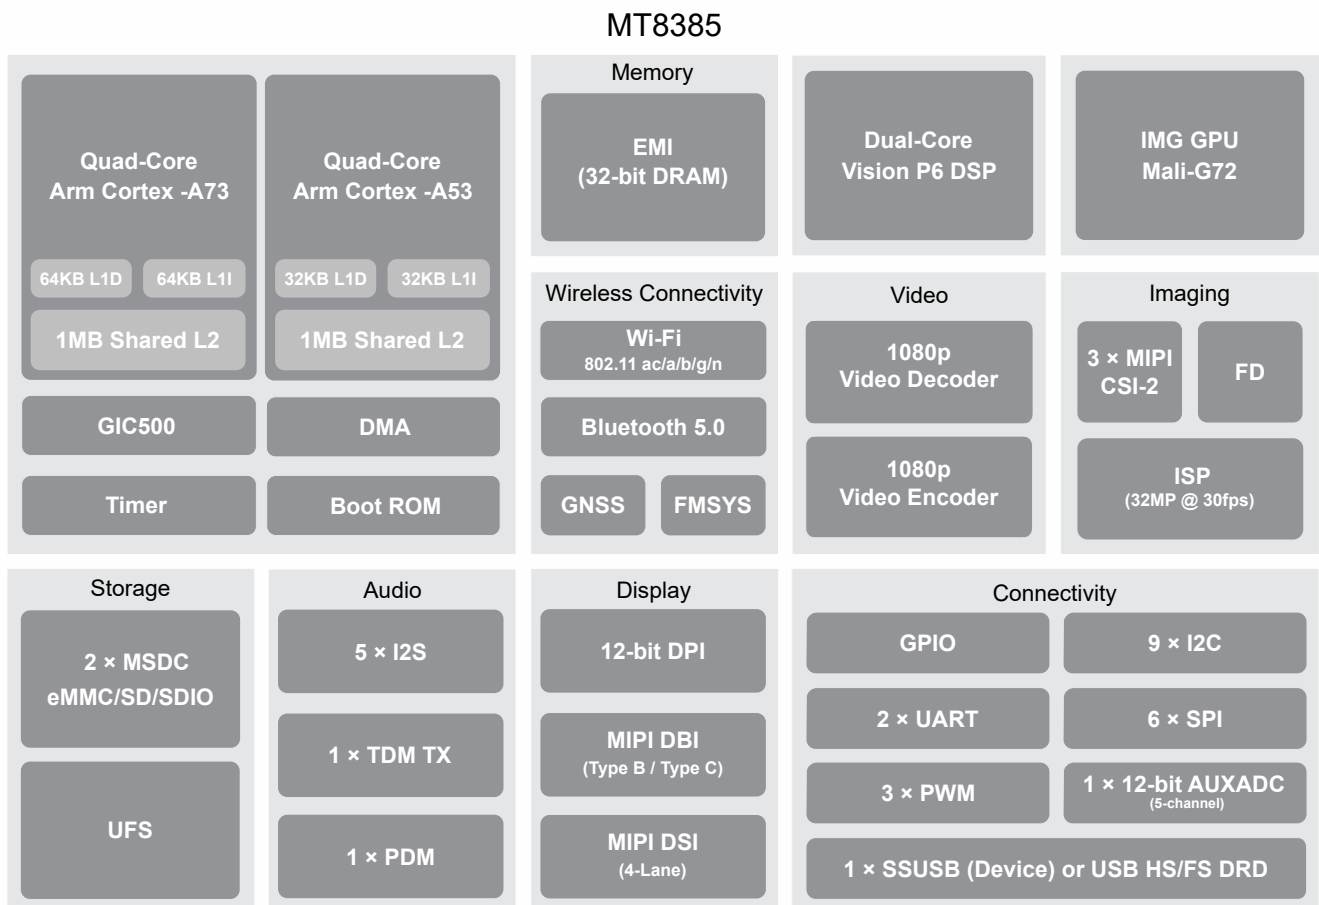 MT8385
Quad-Core
Arm Cortex -A73
64KB L1D
64KB L1I
1MB Shared L2
Quad-Core
Arm Cortex -A53
32KB L1D
32KB L1I
1MB Shared L2
GIC500
DMA
Timer
Boot ROM
Memory
EMI
(32-bit DRAM)
Dual-Core
Vision P6 DSP
IMG GPU
Mali-G72
Wireless Connectivity
Wi-Fi
802.11 ac/a/b/g/n
Bluetooth 5.0
GNSS
FMSYS
Video
1080p
Video Decoder
1080p
Video Encoder
Imaging
3 × MIPI
CSI-2
FD
ISP
(32MP @ 30fps)
Storage
2 × MSDC
eMMC/SD/SDIO
UFS
Audio
5 × I2S
1 × TDM TX
1 × PDM
Display
12-bit DPI
MIPI DBI
(Type B / Type C)
MIPI DSI
(4-Lane)
Connectivity
GPIO
9 × I2C
2 × UART
6 × SPI
3 × PWM
1 × 12-bit AUXADC
(5-channel)
1 × SSUSB (Device) or USB HS/FS DRD